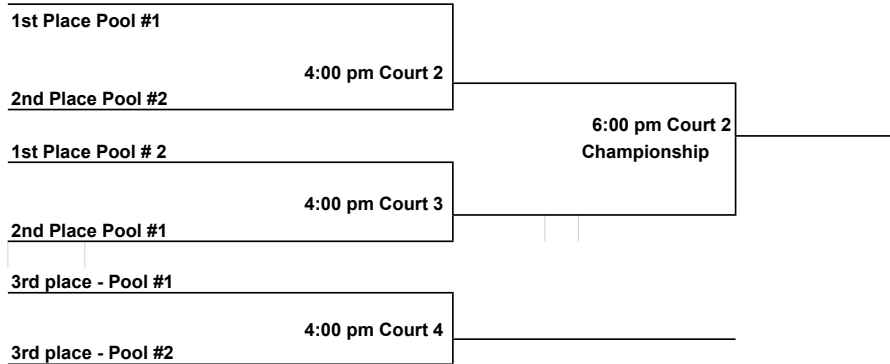 1st Place Pool #1
4:00 pm Court 2
2nd Place Pool #2
6:00 pm Court 2
Championship
1st Place Pool # 2
4:00 pm Court 3
2nd Place Pool #1
3rd place - Pool #1
4:00 pm Court 4
3rd place - Pool #2